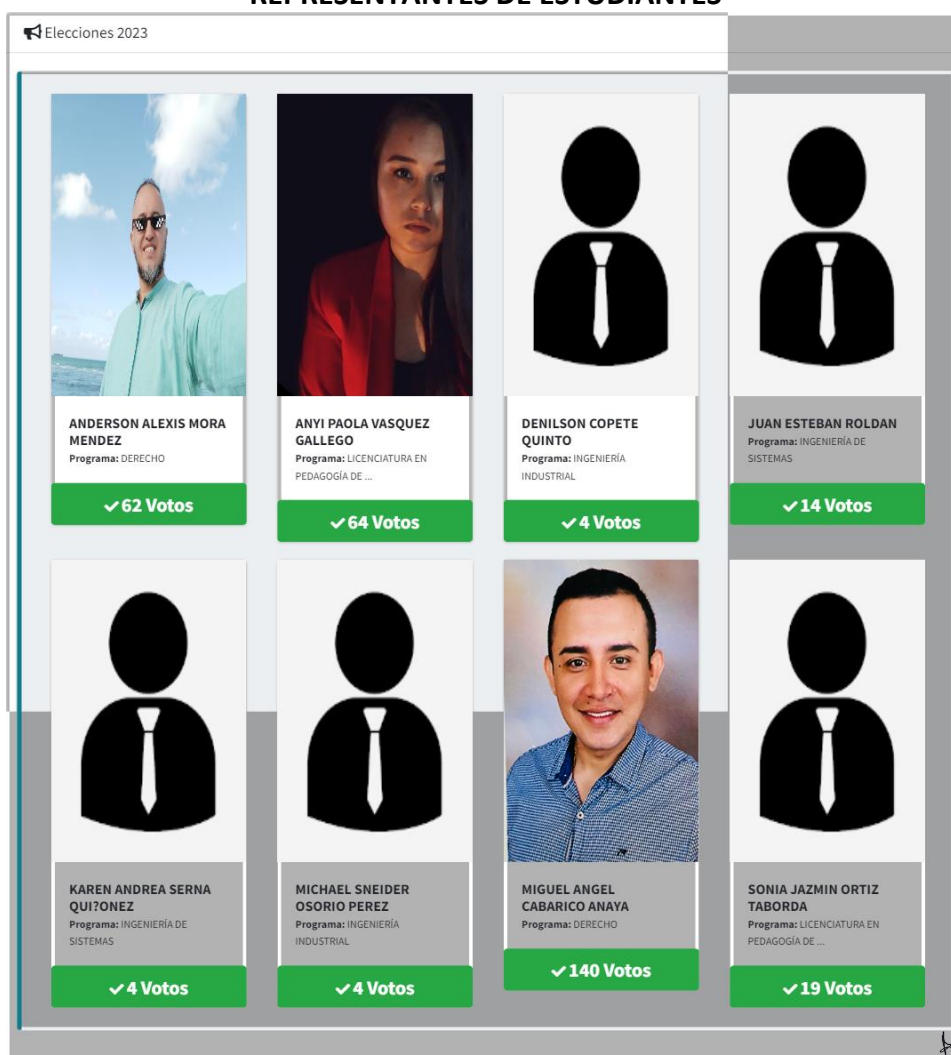 REPRESENTANTES DE ESTUDIANTES
Elecciones 2023
ANDERSON ALEXIS MORA
MENDEZ
Programa: DERECHO
62 Votos
ANYI PAOLA VASQUEZ
GALLEGO
Programa: LICENCIATURA EN
PEDAGOGÍA DE ...
64 Votos
DENILSON COPETE
QUINTO
Programa: INGENIERÍA
INDUSTRIAL
4 Votos
JUAN ESTEBAN ROLDAN
Programa: INGENIERÍA DE
SISTEMAS
14 Votos
KAREN ANDREA SERNA
QUI?ONEZ
Programa: INGENIERÍA DE
SISTEMAS
4 Votos
MICHAEL SNEIDER
OSORIO PEREZ
Programa: INGENIERÍA
INDUSTRIAL
4 Votos
MIGUEL ANGEL
CABARICO ANAYA
Programa: DERECHO
140 Votos
SONIA JAZMIN ORTIZ
TABORDA
Programa: LICENCIATURA EN
PEDAGOGÍA DE ...
19 Votos